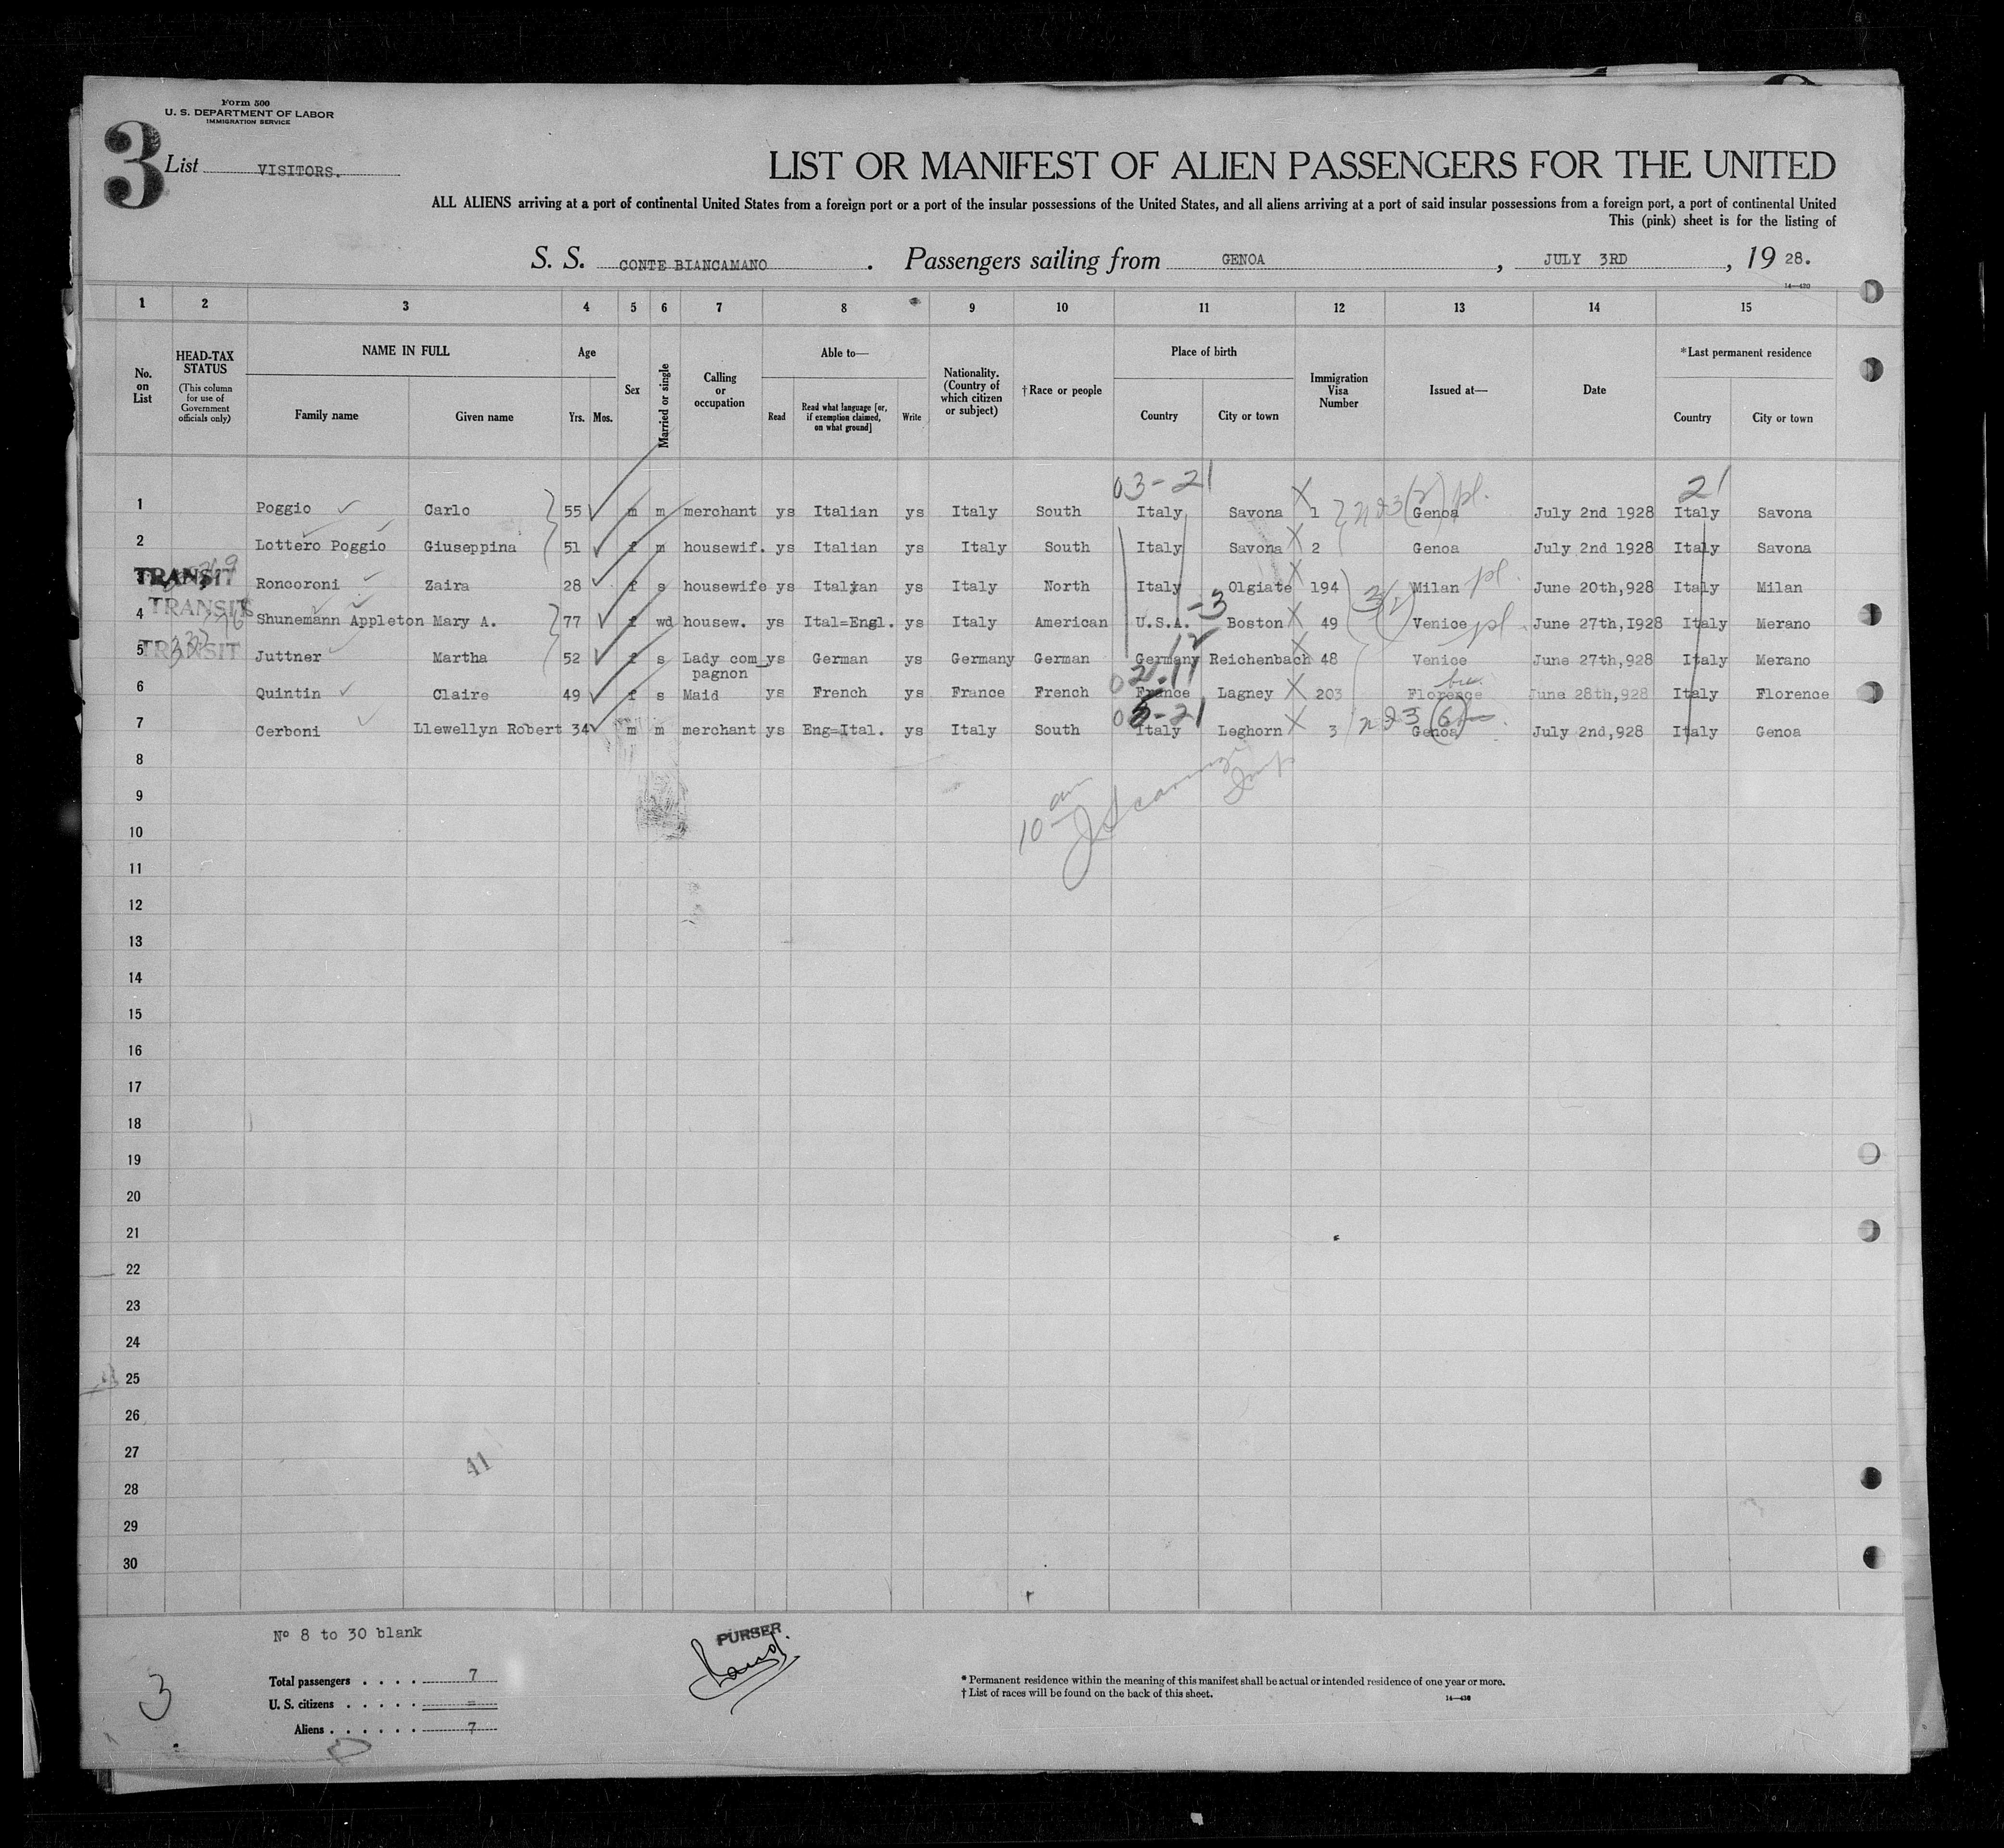 Form 500
U. S. DEPARTMENT OF LABOR
IMMIGRATION SERVICE
3
List VISITORS.
LIST OR MANIFEST OF ALIEN PASSENGERS FOR THE UNITED
ALL ALIENS arriving at a port of continental United States from a foreign port or a port of the insular possessions of the United States, and all aliens arriving at a port of said insular possessions from a foreign port, a port of continental United
This (pink) sheet is for the listing of
S. S. CONTE BIANCAMANO. Passengers sailing from GENOA, JULY 3RD, 19 28.
14—430
1 2 3 4 5 6 7 8 9 10 11 12 13 14 15
No. on List
HEAD-TAX STATUS (This column for use of Government officials only)
NAME IN FULL
Family name Given name
Age
Yrs. Mos.
Sex
Married or single
Calling or occupation
Able to—
Read Read what language [or, if exemption claimed, on what ground] Write
Nationality. (Country of which citizen or subject)
†Race or people
Place of birth
Country City or town
Immigration Visa Number
Issued at—
Date
*Last permanent residence
Country City or town
03-21 21
1 Poggio Carlo 55 m m merchant ys Italian ys Italy South Italy Savona 1 Genoa July 2nd 1928 Italy Savona
2 Lottero Poggio Giuseppina 51 f m housewif. ys Italian ys Italy South Italy Savona 2 Genoa July 2nd 1928 Italy Savona
TRANSIT Roncoroni Zaira 28 f s housewife ys Italian ys Italy North Italy Olgiate 194 Milan pl. June 20th,928 Italy Milan
TRANSIT
4 Shunemann Appleton Mary A. 77 f wd housew. ys Ital=Engl. ys Italy American U.S.A. -3 Boston 49 Venice pl June 27th,1928 Italy Merano
TRANSIT
5 Juttner Martha 52 f s Lady com_pagnon ys German ys Germany German Germany Reichenbach 48 Venice June 27th,928 Italy Merano
6 Quintin Claire 49 f s Maid ys French ys France French France Lagney 203 Florence June 28th,928 Italy Florence
7 Cerboni Llewellyn Robert 34 m m merchant ys Eng=Ital. ys Italy South Italy Leghorn 3 Genoa July 2nd,928 Italy Genoa
8
9
10
10 am
11
12
13
14
15
16
17
18
19
20
21
22
23
24
25
26
27
41
28
29
30
Nº 8 to 30 blank
PURSER
3
Total passengers . . . . 7
U. S. citizens . . . . . =
Aliens . . . . . . 7
* Permanent residence within the meaning of this manifest shall be actual or intended residence of one year or more.
† List of races will be found on the back of this sheet.
14—430